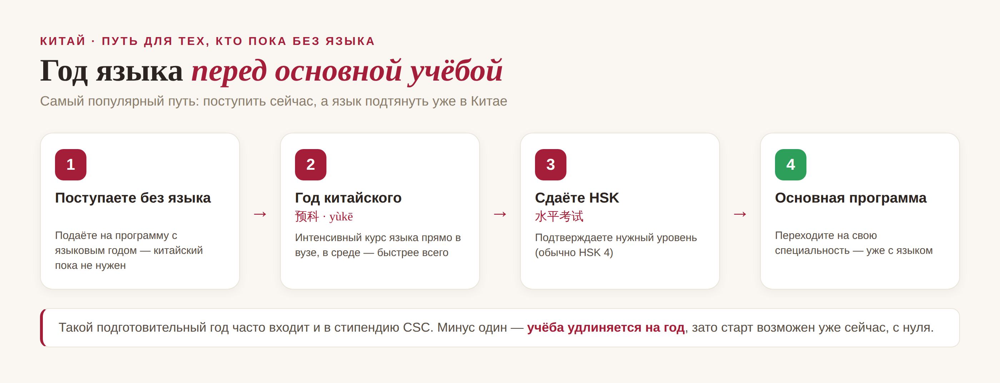 КИТАЙ · ПУТЬ ДЛЯ ТЕХ, КТО ПОКА БЕЗ ЯЗЫКА
Год языка перед основной учёбой
Самый популярный путь: поступить сейчас, а язык подтянуть уже в Китае
1
Поступаете без языка
Подаёте на программу с
языковым годом — китайский
пока не нужен
→
2
Год китайского
预科 · yùkē
Интенсивный курс языка прямо в
вузе, в среде — быстрее всего
→
3
Сдаёте HSK
水平考试
Подтверждаете нужный уровень
(обычно HSK 4)
→
4
Основная программа
Переходите на свою
специальность — уже с языком
Такой подготовительный год часто входит и в стипендию CSC. Минус один — учёба удлиняется на год, зато старт возможен уже сейчас, с нуля.